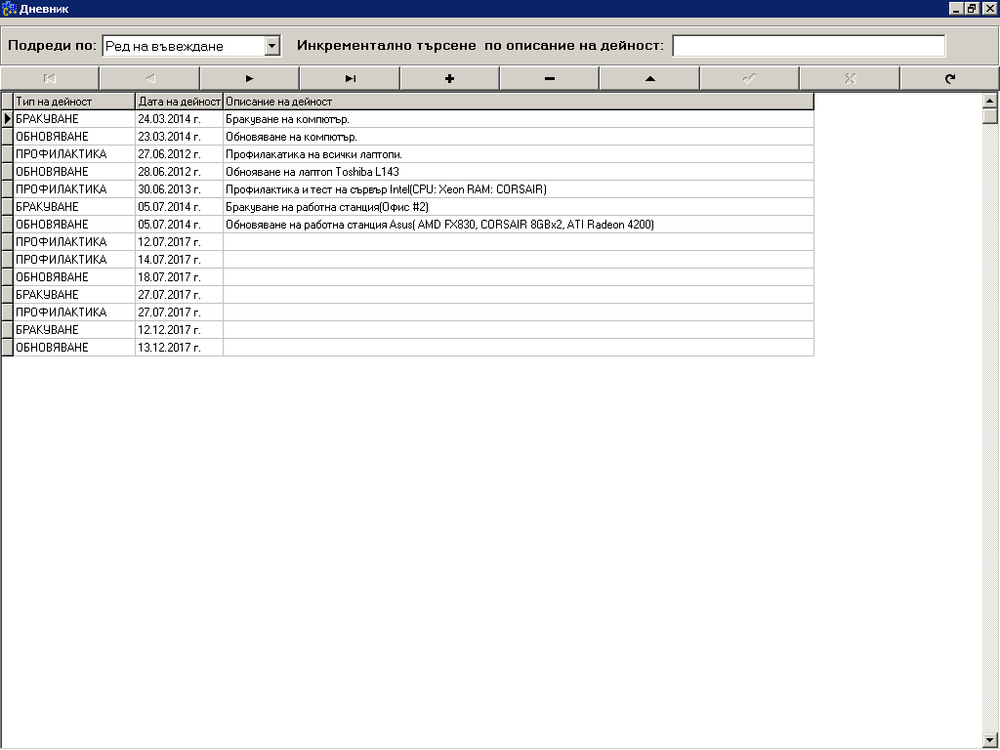 Дневник
Подреди по: Ред на въвеждане Инкрементално търсене по описание на дейност:
Тип на дейност Дата на дейност Описание на дейност
БРАКУВАНЕ 24.03.2014 г. Бракуване на компютър.
ОБНОВЯВАНЕ 23.03.2014 г. Обновяване на компютър.
ПРОФИЛАКТИКА 27.06.2012 г. Профилакатика на всички лаптопи.
ОБНОВЯВАНЕ 28.06.2012 г. Обнояване на лаптоп Toshiba L143
ПРОФИЛАКТИКА 30.06.2013 г. Профилактика и тест на сървър Intel(CPU: Xeon RAM: CORSAIR)
БРАКУВАНЕ 05.07.2014 г. Бракуване на работна станция(Офис #2)
ОБНОВЯВАНЕ 05.07.2014 г. Обновяване на работна станция Asus( AMD FX830, CORSAIR 8GBx2, ATI Radeon 4200)
ПРОФИЛАКТИКА 12.07.2017 г.
ПРОФИЛАКТИКА 14.07.2017 г.
ОБНОВЯВАНЕ 18.07.2017 г.
БРАКУВАНЕ 27.07.2017 г.
ПРОФИЛАКТИКА 27.07.2017 г.
БРАКУВАНЕ 12.12.2017 г.
ОБНОВЯВАНЕ 13.12.2017 г.